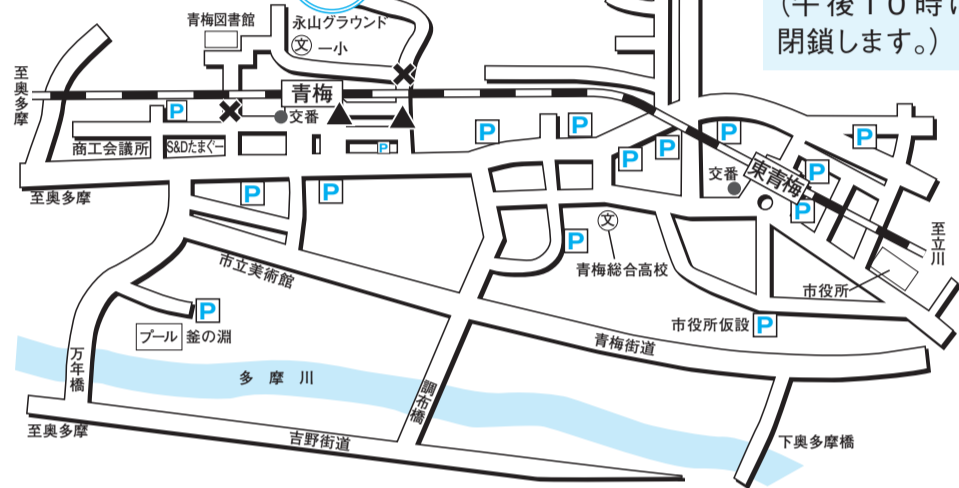 (午後10時に
閉鎖します。)
青梅図書館
永山グラウンド
文 一小
至奥多摩
青梅
P
交番
商工会議所
S&Dたまぐー
P
P
P
P
P
P
P
交番
東青梅
P
P
至奥多摩
P
P
文
青梅総合高校
P
至立川
市役所
市立美術館
P
プール 釜の淵
市役所仮設 P
青梅街道
万年橋
多摩川
調布橋
至奥多摩
吉野街道
下奥多摩橋